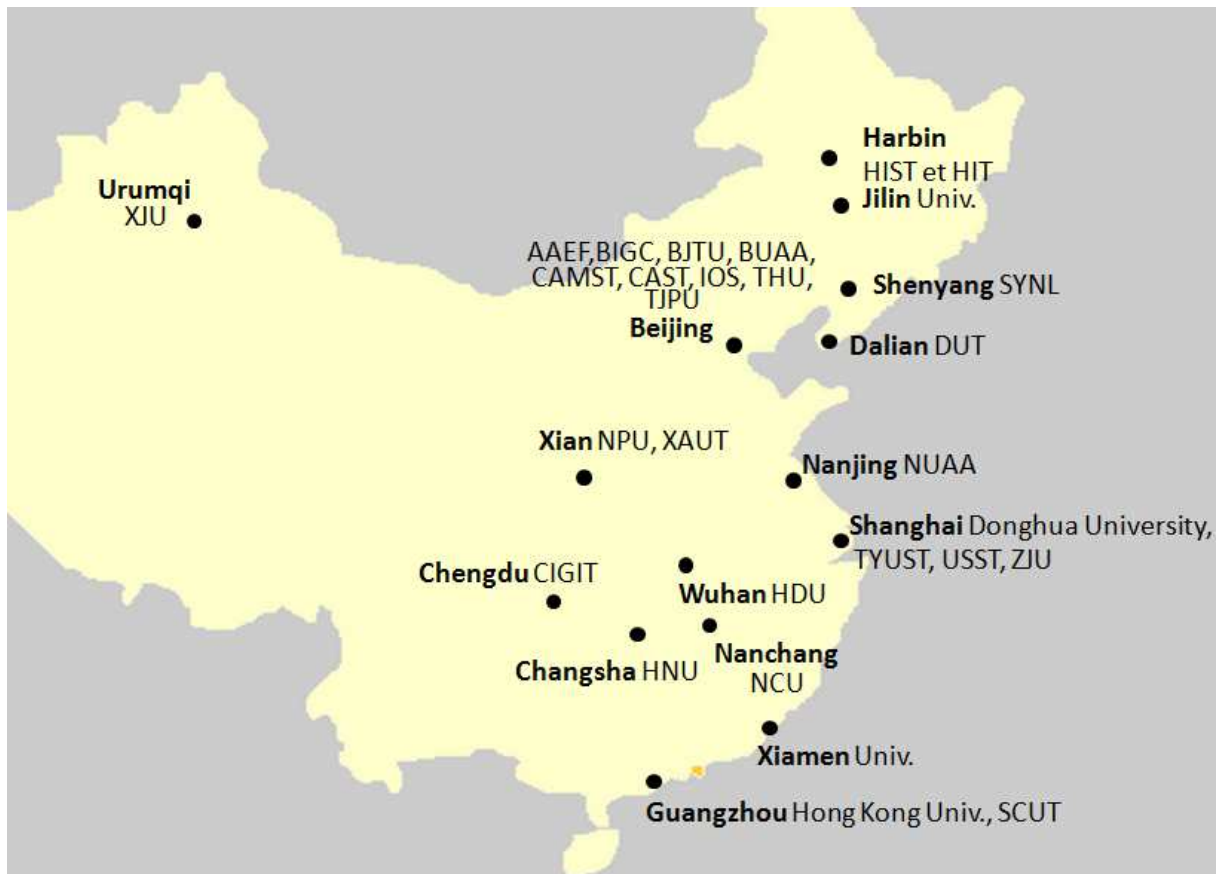 Harbin
HIST et HIT
Jilin Univ.
Urumqi
XJU
AAEF,BIGC, BJTU, BUAA,
CAMST, CAST, IOS, THU,
TJPU
Beijing
Shenyang SYNL
Dalian DUT
Xian NPU, XAUT
Nanjing NUAA
Shanghai Donghua University,
TYUST, USST, ZJU
Chengdu CIGIT
Wuhan HDU
Changsha HNU
Nanchang
NCU
Xiamen Univ.
Guangzhou Hong Kong Univ., SCUT